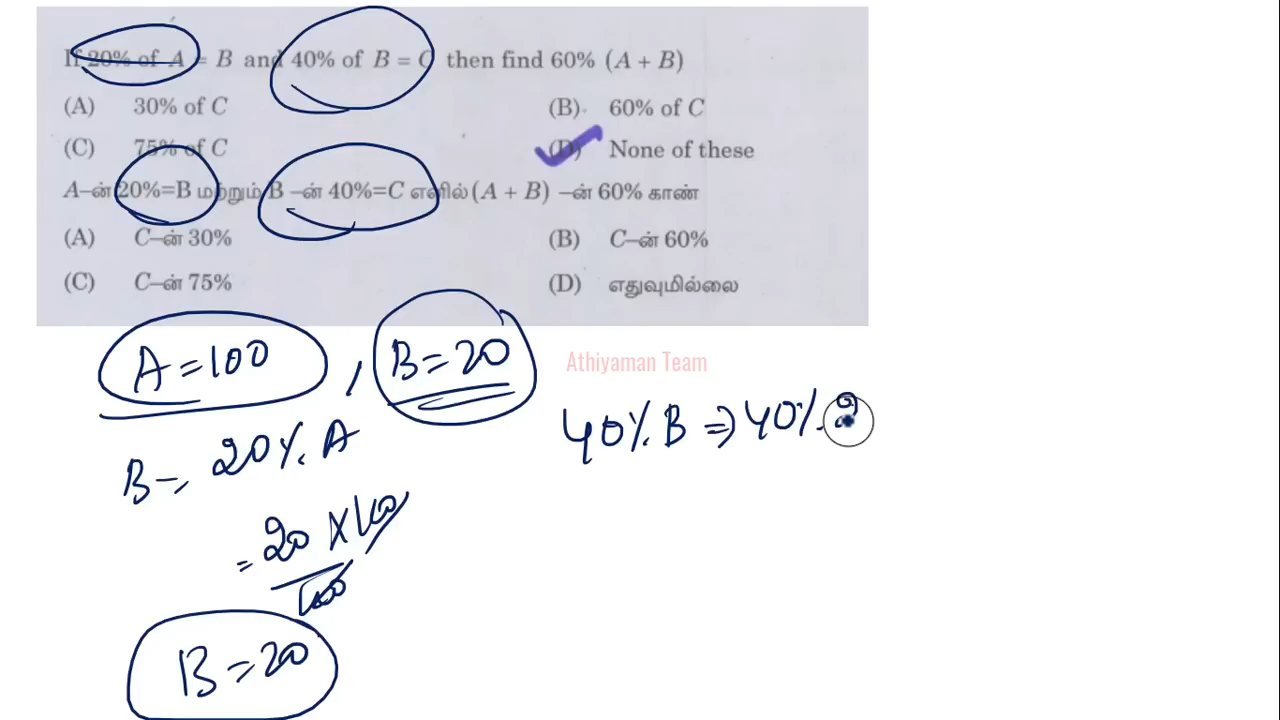 If 20% of A = B and 40% of B = C then find 60% (A + B)
(A) 30% of C (B) 60% of C
(C) 75% of C (D) None of these
A–ன் 20%=B மற்றும் B –ன் 40%=C எனில் (A + B) –ன் 60% காண்
(A) C–ன் 30% (B) C–ன் 60%
(C) C–ன் 75% (D) எதுவுமில்லை
A = 100 , B = 20
Athiyaman Team
B = 20%. A
40%. B => 40%. 2
= 20 X 100
100
B = 20